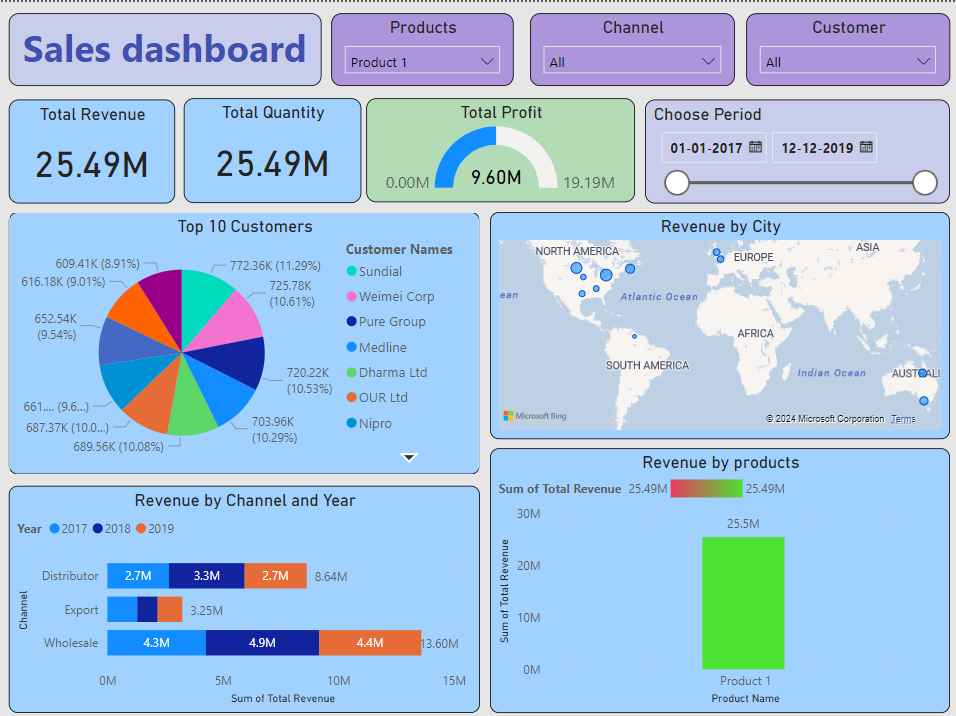 Sales dashboard
Products
Product 1
Channel
All
Customer
All
Total Revenue
25.49M
Total Quantity
25.49M
Total Profit
0.00M
9.60M
19.19M
Choose Period
01-01-2017
12-12-2019
Top 10 Customers
609.41K (8.91%)
616.18K (9.01%)
652.54K
(9.54%)
661.... (9.6...)
687.37K (10.0...)
689.56K (10.08%)
772.36K (11.29%)
725.78K
(10.61%)
720.22K
(10.53%)
703.96K
(10.29%)
Customer Names
Sundial
Weimei Corp
Pure Group
Medline
Dharma Ltd
OUR Ltd
Nipro
Revenue by City
NORTH AMERICA
EUROPE
ASIA
ean
Atlantic Ocean
AFRICA
SOUTH AMERICA
Indian Ocean
AUSTRALI
Microsoft Bing
© 2024 Microsoft Corporation Terms
Revenue by Channel and Year
Year 2017 2018 2019
Channel
Distributor 2.7M 3.3M 2.7M 8.64M
Export 3.25M
Wholesale 4.3M 4.9M 4.4M 13.60M
0M 5M 10M 15M
Sum of Total Revenue
Revenue by products
Sum of Total Revenue 25.49M 25.49M
Sum of Total Revenue
30M
20M
10M
0M
25.5M
Product 1
Product Name